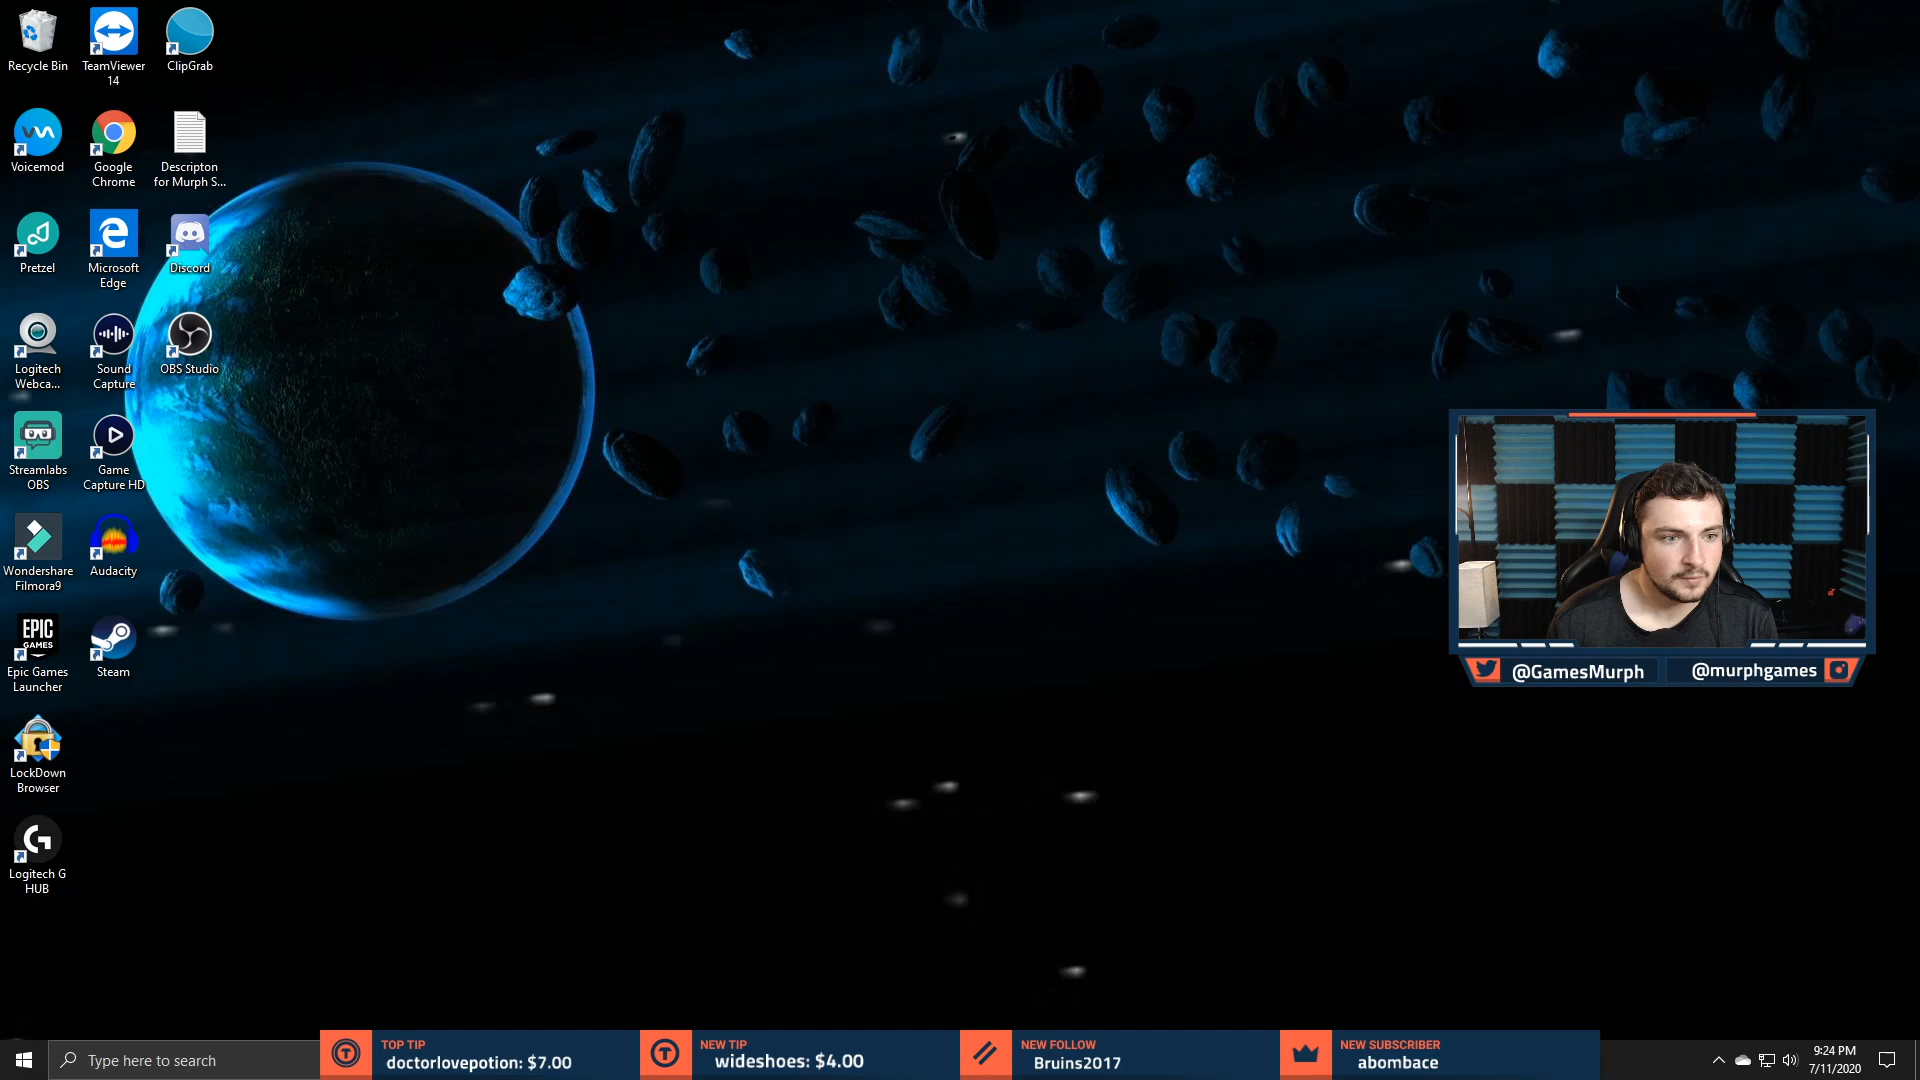 Recycle Bin
TeamViewer
14
ClipGrab
Voicemod
Google
Chrome
Descripton
for Murph S...
Pretzel
Microsoft
Edge
Discord
Logitech
Webca...
Sound
Capture
OBS Studio
Streamlabs
OBS
Game
Capture HD
Wondershare
Filmora9
Audacity
EPIC
GAMES
Epic Games
Launcher
Steam
LockDown
Browser
Logitech G
HUB
@GamesMurph
@murphgames
Type here to search
TOP TIP
doctorlovepotion: $7.00
NEW TIP
wideshoes: $4.00
NEW FOLLOW
Bruins2017
NEW SUBSCRIBER
abombace
9:24 PM
7/11/2020